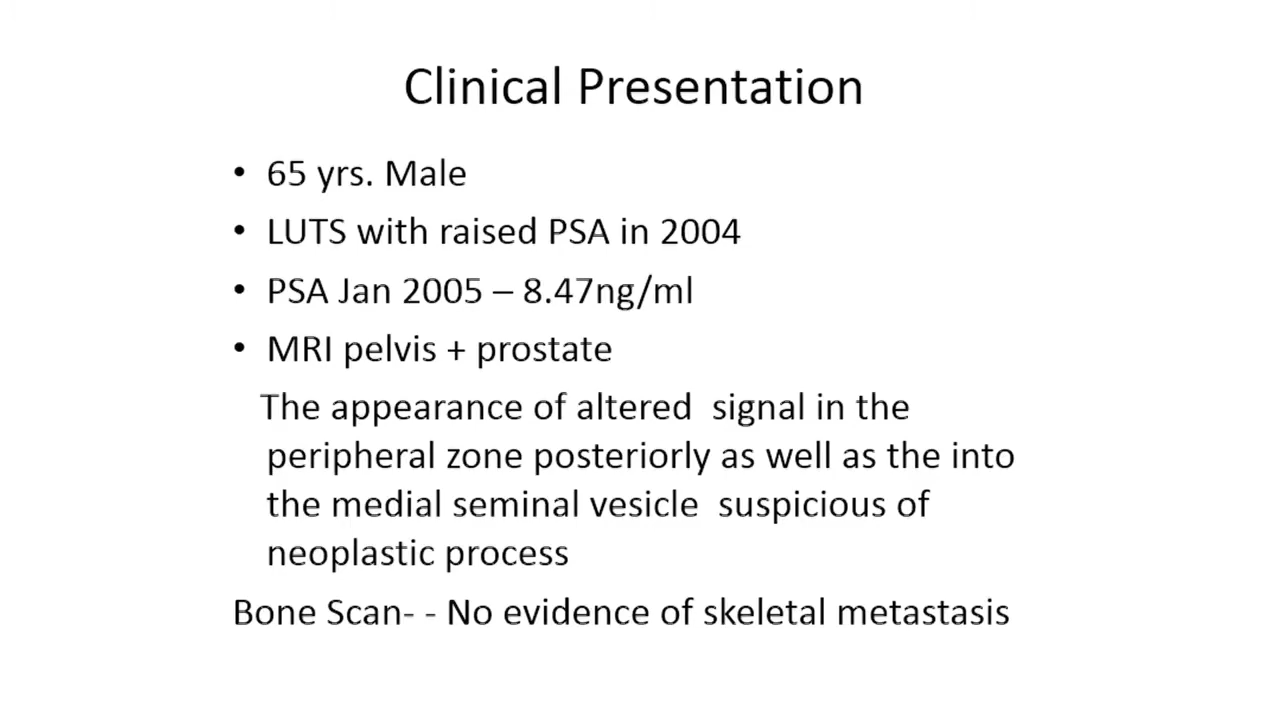 Clinical Presentation
• 65 yrs. Male
• LUTS with raised PSA in 2004
• PSA Jan 2005 – 8.47ng/ml
• MRI pelvis + prostate
The appearance of altered  signal in the
peripheral zone posteriorly as well as the into
the medial seminal vesicle  suspicious of
neoplastic process
Bone Scan- - No evidence of skeletal metastasis